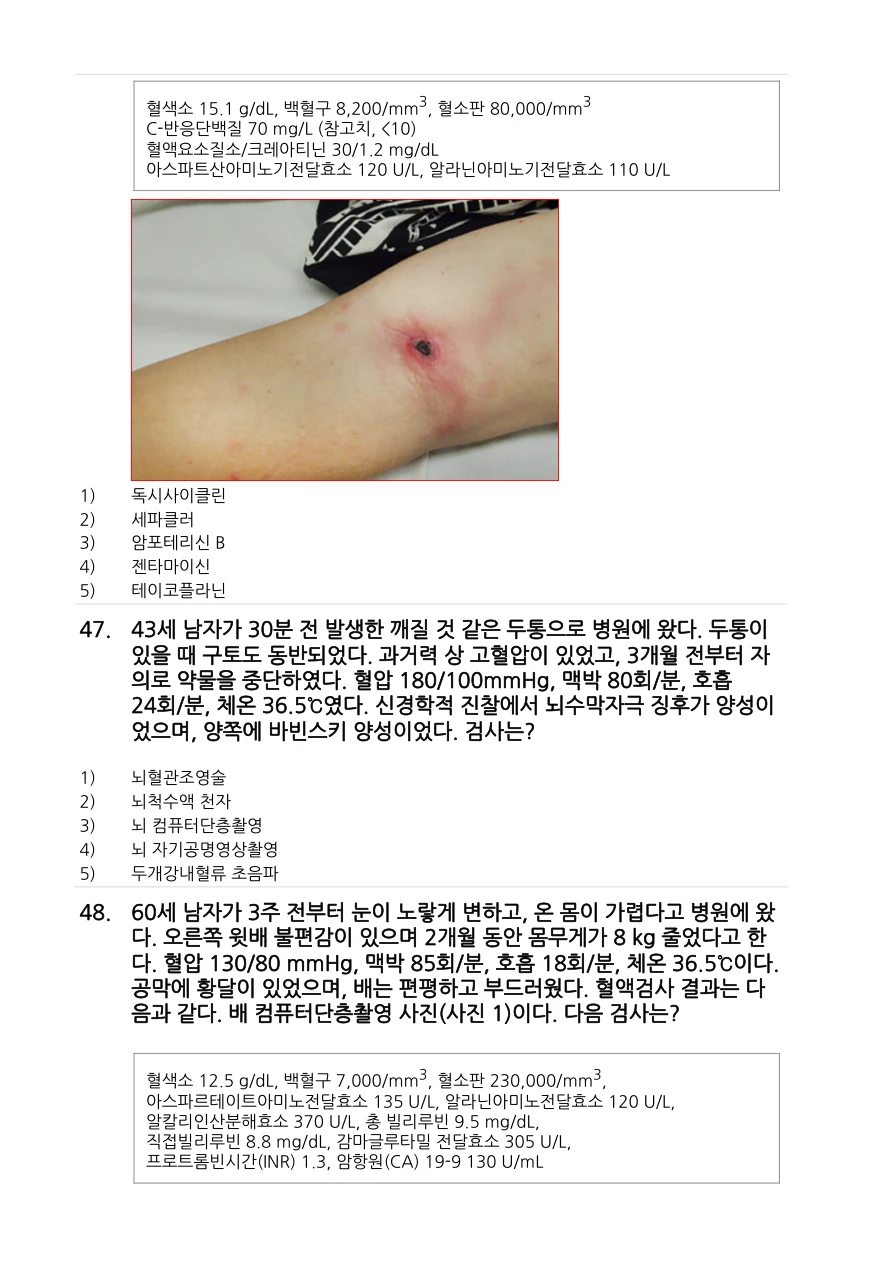 혈색소 15.1 g/dL, 백혈구 8,200/mm³, 혈소판 80,000/mm³
C-반응단백질 70 mg/L (참고치, <10)
혈액요소질소/크레아티닌 30/1.2 mg/dL
아스파트산아미노기전달효소 120 U/L, 알라닌아미노기전달효소 110 U/L
1) 독시사이클린
2) 세파클러
3) 암포테리신 B
4) 젠타마이신
5) 테이코플라닌
47. 43세 남자가 30분 전 발생한 깨질 것 같은 두통으로 병원에 왔다. 두통이
있을 때 구토도 동반되었다. 과거력 상 고혈압이 있었고, 3개월 전부터 자
의로 약물을 중단하였다. 혈압 180/100mmHg, 맥박 80회/분, 호흡
24회/분, 체온 36.5℃였다. 신경학적 진찰에서 뇌수막자극 징후가 양성이
었으며, 양쪽에 바빈스키 양성이었다. 검사는?
1) 뇌혈관조영술
2) 뇌척수액 천자
3) 뇌 컴퓨터단층촬영
4) 뇌 자기공명영상촬영
5) 두개강내혈류 초음파
48. 60세 남자가 3주 전부터 눈이 노랗게 변하고, 온 몸이 가렵다고 병원에 왔
다. 오른쪽 윗배 불편감이 있으며 2개월 동안 몸무게가 8 kg 줄었다고 한
다. 혈압 130/80 mmHg, 맥박 85회/분, 호흡 18회/분, 체온 36.5℃이다.
공막에 황달이 있었으며, 배는 편평하고 부드러웠다. 혈액검사 결과는 다
음과 같다. 배 컴퓨터단층촬영 사진(사진 1)이다. 다음 검사는?
혈색소 12.5 g/dL, 백혈구 7,000/mm³, 혈소판 230,000/mm³,
아스파르테이트아미노전달효소 135 U/L, 알라닌아미노전달효소 120 U/L,
알칼리인산분해효소 370 U/L, 총 빌리루빈 9.5 mg/dL,
직접빌리루빈 8.8 mg/dL, 감마글루타밀 전달효소 305 U/L,
프로트롬빈시간(INR) 1.3, 암항원(CA) 19-9 130 U/mL